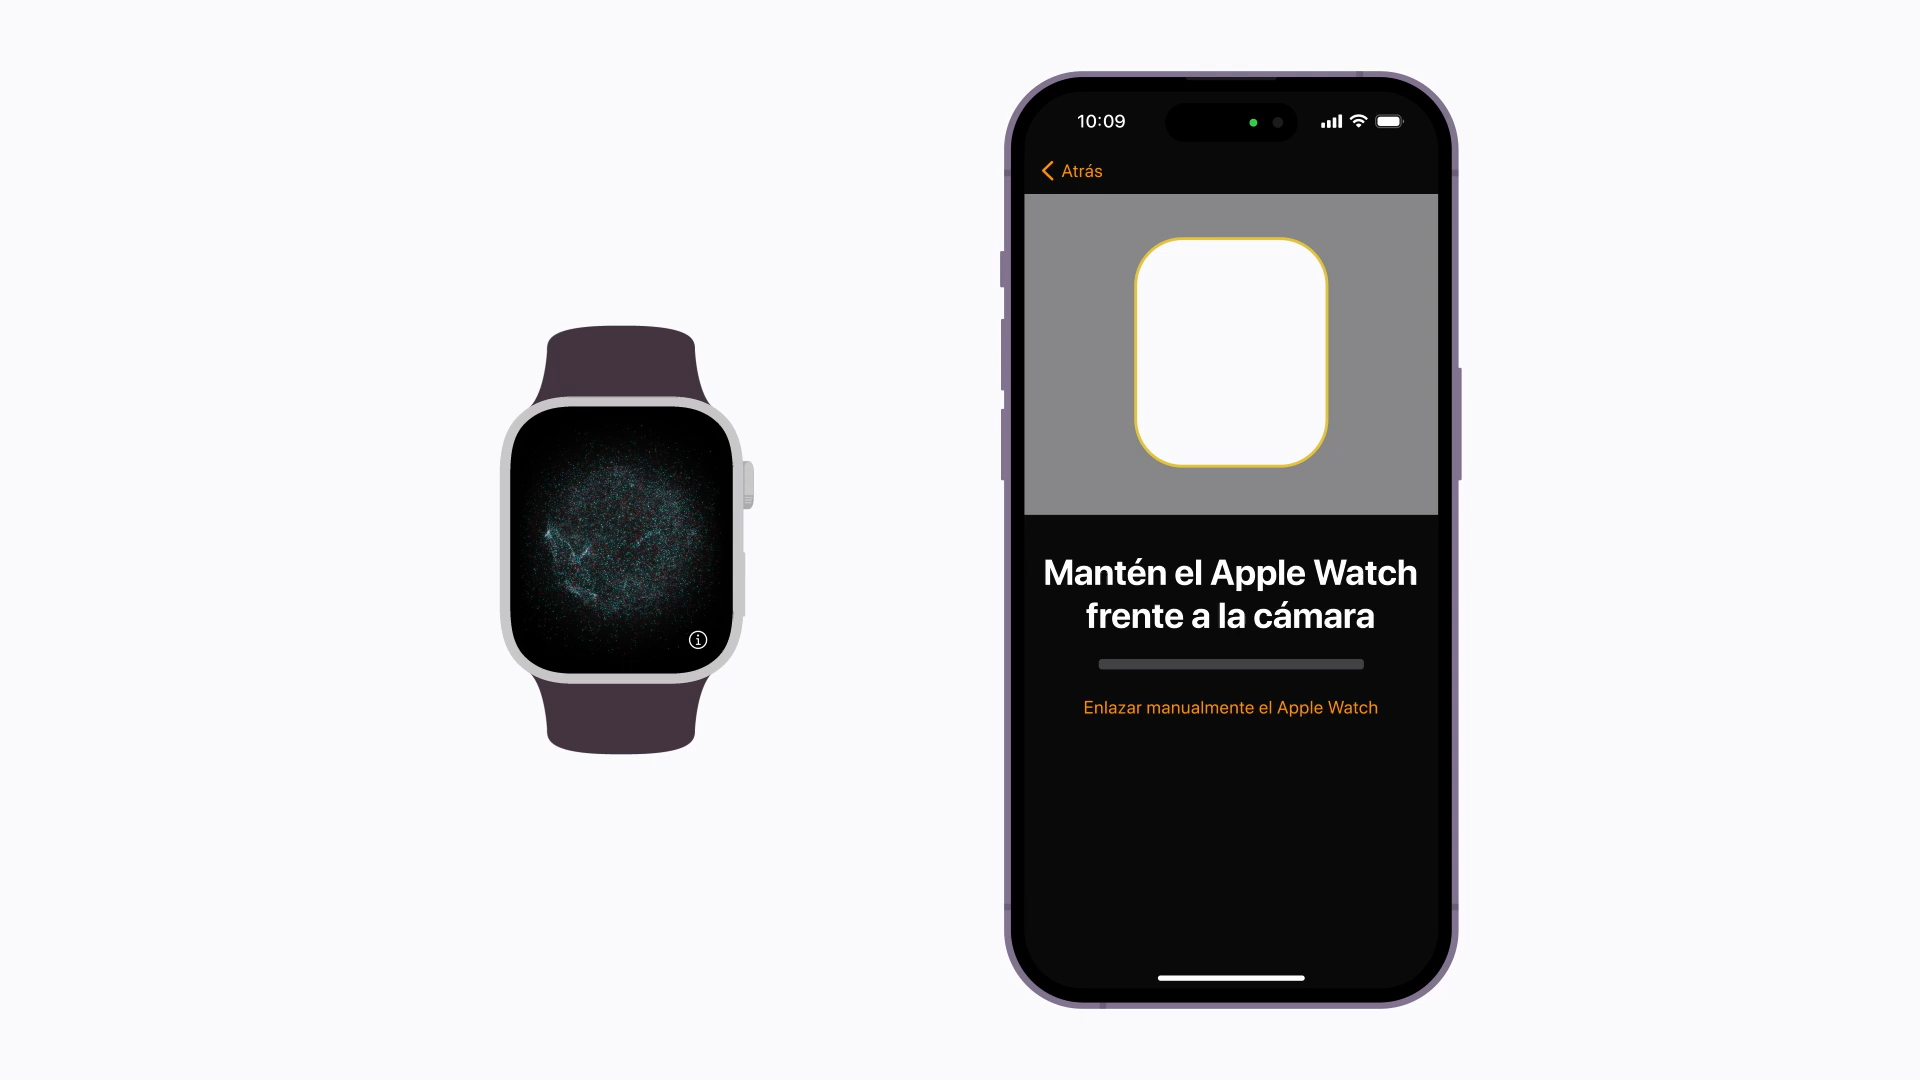 10:09
Atrás
Mantén el Apple Watch
frente a la cámara
Enlazar manualmente el Apple Watch